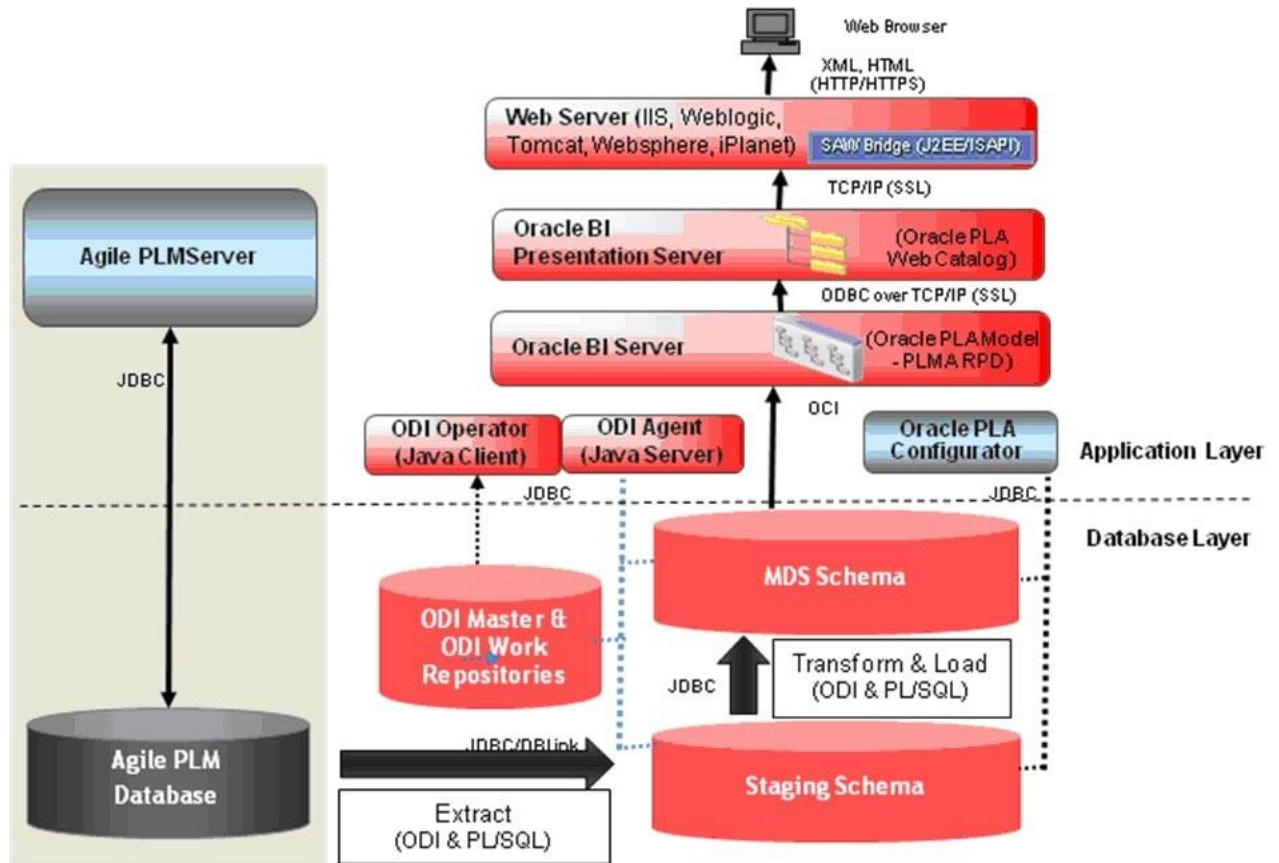 Web Browser
XML, HTML
(HTTP/HTTPS)
Web Server (IIS, Weblogic,
Tomcat, Websphere, iPlanet)
SAW Bridge (J2EE/ISAPI)
TCP/IP (SSL)
Agile PLMServer
Oracle BI
Presentation Server
(Oracle PLA
Web Catalog)
ODBC over TCP/IP (SSL)
Oracle BI Server
(Oracle PLAModel
-PLMA RPD)
JDBC
OCI
ODI Operator
(Java Client)
ODI Agent
(Java Server)
Oracle PLA
Configurator
Application Layer
JDBC
JDBC
Database Layer
MDS Schema
ODI Master &
ODI Work
Repositories
Transform & Load
(ODI & PL/SQL)
JDBC
JDBC/DBLink
Agile PLM
Database
Staging Schema
Extract
(ODI & PL/SQL)